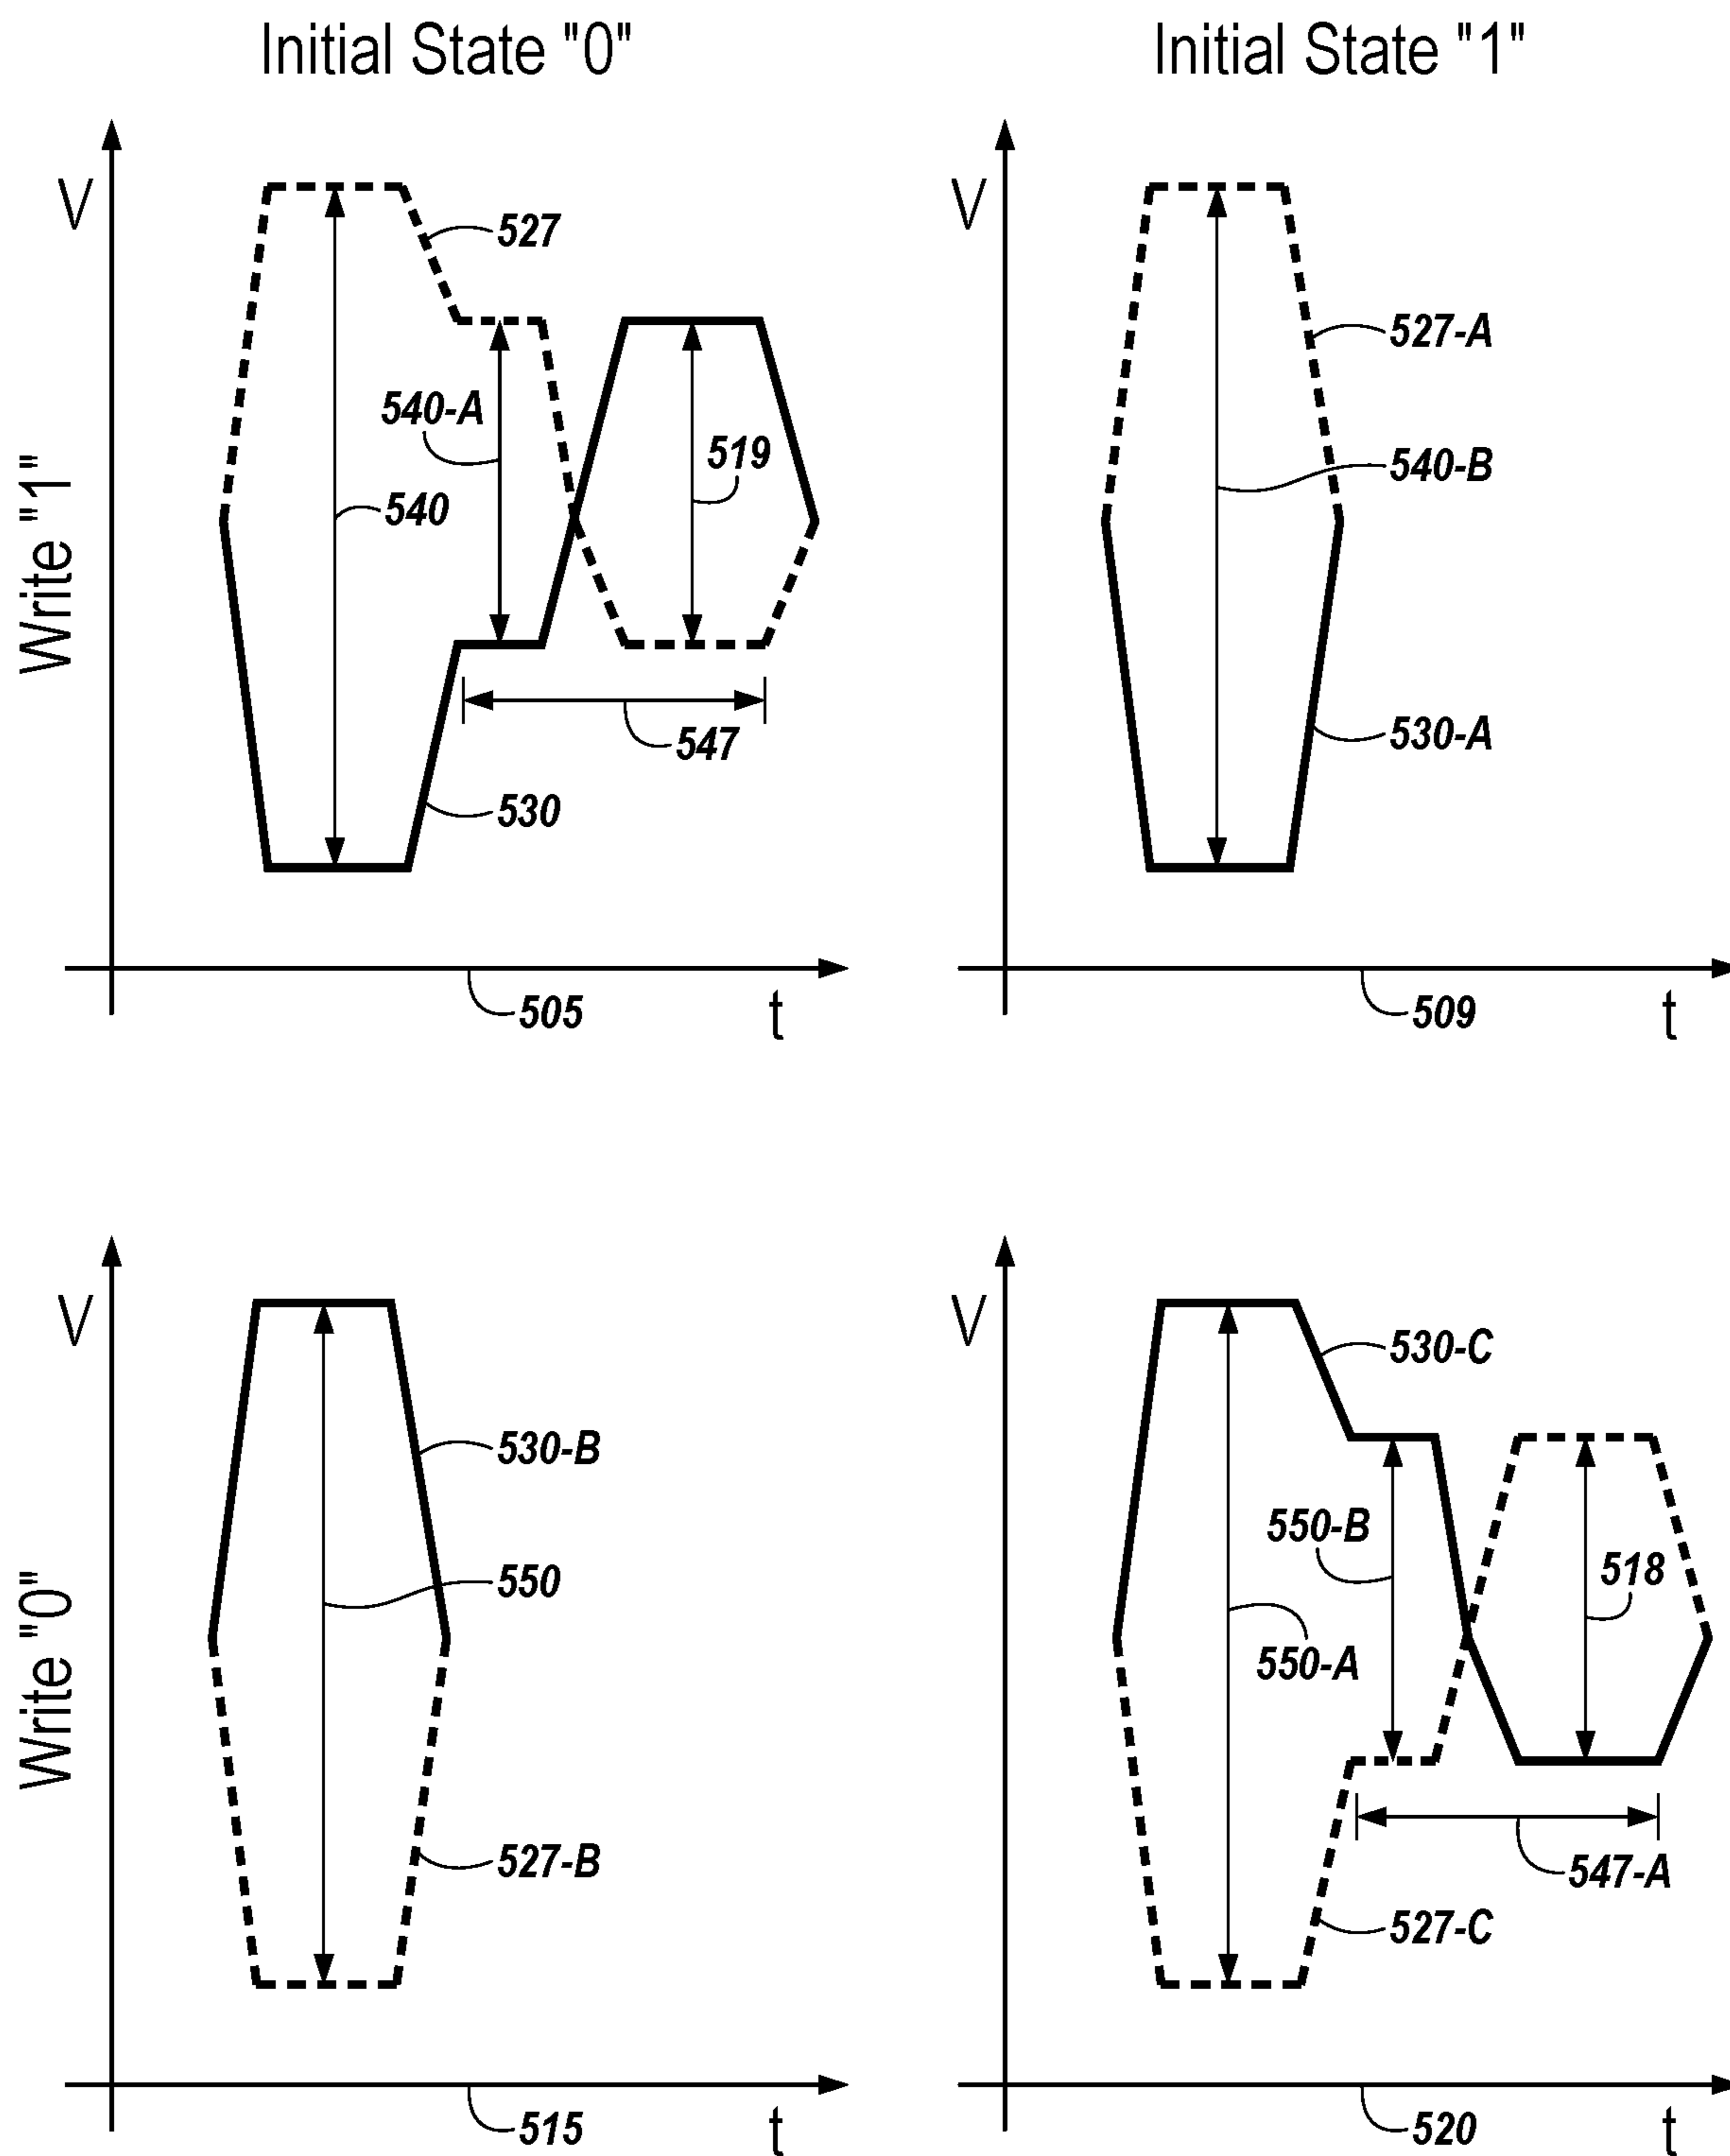 Initial State "0"
Initial State "1"
Write "1"
V
527
540-A
519
540
547
530
505
t
V
527-A
540-B
530-A
509
t
Write "0"
V
530-B
550
527-B
515
t
V
530-C
550-B
518
550-A
547-A
527-C
520
t